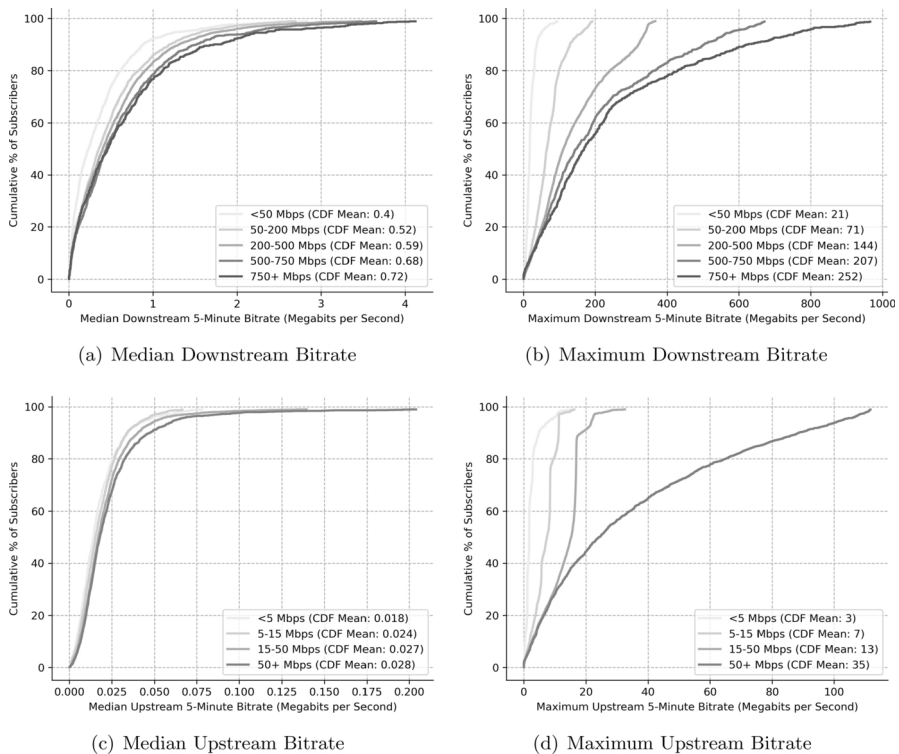 100
80
60
40
20
0
Cumulative % of Subscribers
<50 Mbps (CDF Mean: 0.4)
50-200 Mbps (CDF Mean: 0.52)
200-500 Mbps (CDF Mean: 0.59)
500-750 Mbps (CDF Mean: 0.68)
750+ Mbps (CDF Mean: 0.72)
0 1 2 3 4
Median Downstream 5-Minute Bitrate (Megabits per Second)
(a) Median Downstream Bitrate
100
80
60
40
20
0
Cumulative % of Subscribers
<50 Mbps (CDF Mean: 21)
50-200 Mbps (CDF Mean: 71)
200-500 Mbps (CDF Mean: 144)
500-750 Mbps (CDF Mean: 207)
750+ Mbps (CDF Mean: 252)
0 200 400 600 800 1000
Maximum Downstream 5-Minute Bitrate (Megabits per Second)
(b) Maximum Downstream Bitrate
100
80
60
40
20
0
Cumulative % of Subscribers
<5 Mbps (CDF Mean: 0.018)
5-15 Mbps (CDF Mean: 0.024)
15-50 Mbps (CDF Mean: 0.027)
50+ Mbps (CDF Mean: 0.028)
0.000 0.025 0.050 0.075 0.100 0.125 0.150 0.175 0.200
Median Upstream 5-Minute Bitrate (Megabits per Second)
(c) Median Upstream Bitrate
100
80
60
40
20
0
Cumulative % of Subscribers
<5 Mbps (CDF Mean: 3)
5-15 Mbps (CDF Mean: 7)
15-50 Mbps (CDF Mean: 13)
50+ Mbps (CDF Mean: 35)
0 20 40 60 80 100
Maximum Upstream 5-Minute Bitrate (Megabits per Second)
(d) Maximum Upstream Bitrate